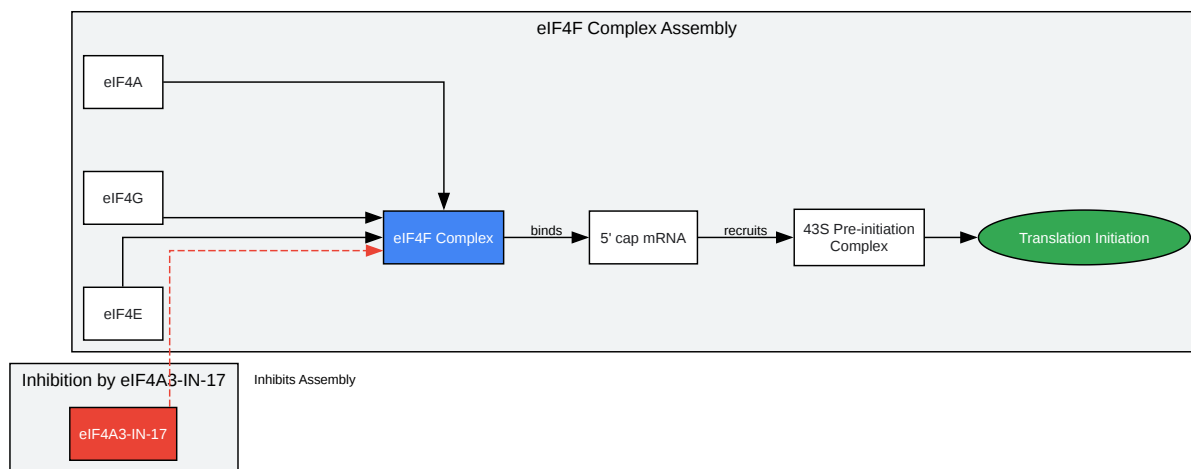 eIF4F Complex Assembly
eIF4A
eIF4G
eIF4F Complex
binds
5' cap mRNA
recruits
43S Pre-initiation
Complex
Translation Initiation
eIF4E
Inhibition by eIF4A3-IN-17
Inhibits Assembly
eIF4A3-IN-17